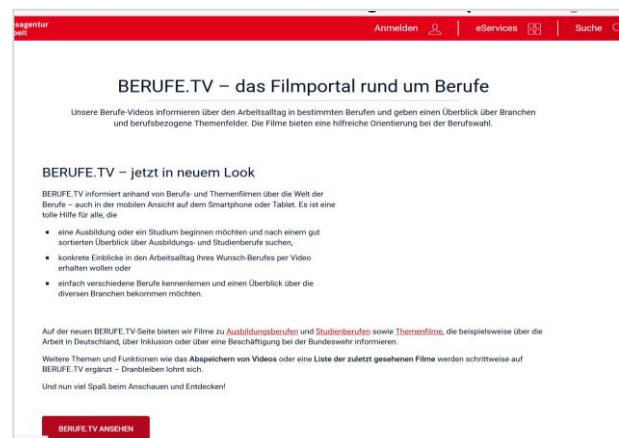 Anmelden eServices Suche
BERUFE.TV – das Filmportal rund um Berufe
Unsere Berufe-Videos informieren über den Arbeitsalltag in bestimmten Berufen und geben einen Überblick über Branchen
und berufsbezogene Themenfelder. Die Filme bieten eine hilfreiche Orientierung bei der Berufswahl.
BERUFE.TV – jetzt in neuem Look
BERUFE.TV informiert anhand von Berufs- und Themenfilmen über die Welt der
Berufe – auch in der mobilen Ansicht auf dem Smartphone oder Tablet. Es ist eine
tolle Hilfe für alle, die
• eine Ausbildung oder ein Studium beginnen möchten und nach einem gut
sortierten Überblick über Ausbildungs- und Studienberufe suchen,
• konkrete Einblicke in den Arbeitsalltag ihres Wunsch-Berufes per Video
erhalten wollen oder
• einfach verschiedene Berufe kennenlernen und einen Überblick über die
diversen Branchen bekommen möchten.
Auf der neuen BERUFE.TV-Seite bieten wir Filme zu Ausbildungsberufen und Studienberufen sowie Themenfilme, die beispielsweise über die
Arbeit in Deutschland, über Inklusion oder über eine Beschäftigung bei der Bundeswehr informieren.
Weitere Themen und Funktionen wie das Abspeichern von Videos oder eine Liste der zuletzt gesehenen Filme werden schrittweise auf
BERUFE.TV ergänzt – Dranbleiben lohnt sich.
Und nun viel Spaß beim Anschauen und Entdecken!
BERUFE.TV ANSEHEN